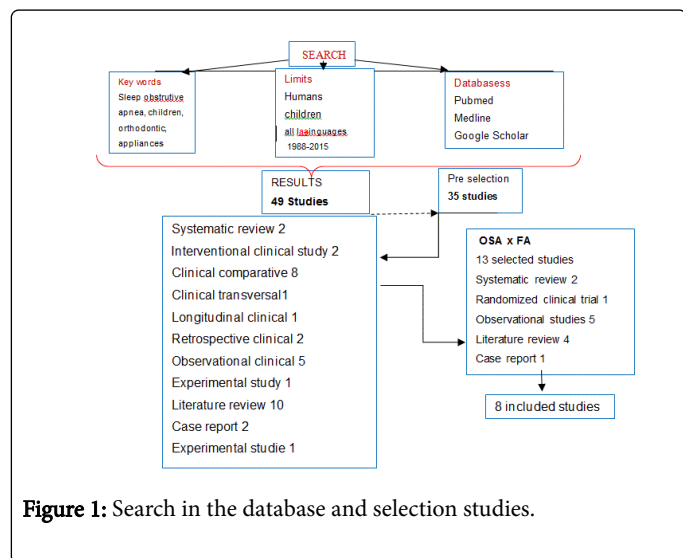 SEARCH
Key words
Sleep obstrutive
apnea, children,
orthodontic,
appliances
Limits
Humans
children
all laainguages
1988-2015
Databasess
Pubmed
Medline
Google Scholar
RESULTS
49 Studies
Pre selection
35 studies
Systematic review 2
Interventional clinical study 2
Clinical comparative 8
Clinical transversal1
Longitudinal clinical 1
Retrospective clinical 2
Observational clinical 5
Experimental study 1
Literature review 10
Case report 2
Experimental studie 1
OSA x FA
13 selected studies
Systematic review 2
Randomized clinical trial 1
Observational studies 5
Literature review 4
Case report 1
8 included studies
Figure 1: Search in the database and selection studies.